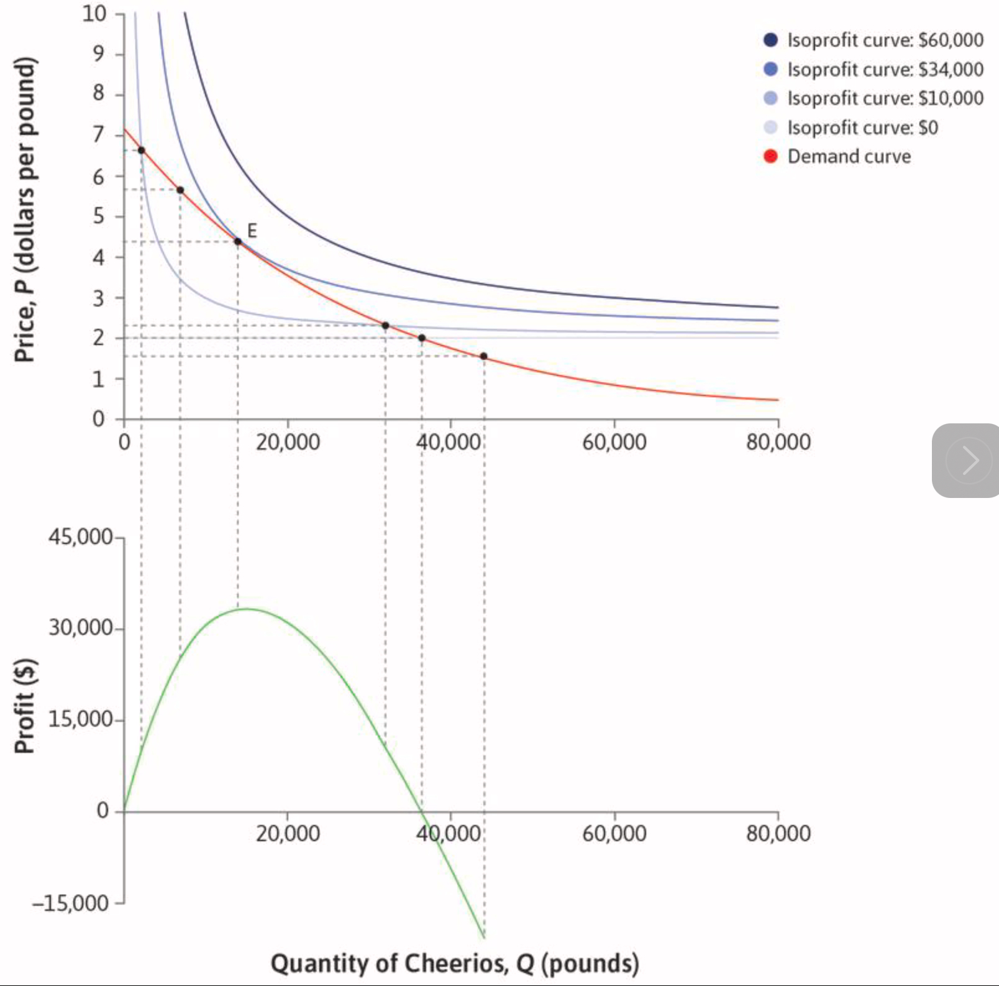 10
9
8
7
6
5
4
3
2
1
0
Price, P (dollars per pound)
Isoprofit curve: $60,000
Isoprofit curve: $34,000
Isoprofit curve: $10,000
Isoprofit curve: $0
Demand curve
E
0 20,000 40,000 60,000 80,000
45,000
30,000
15,000
0
–15,000
Profit ($)
20,000 40,000 60,000 80,000
Quantity of Cheerios, Q (pounds)